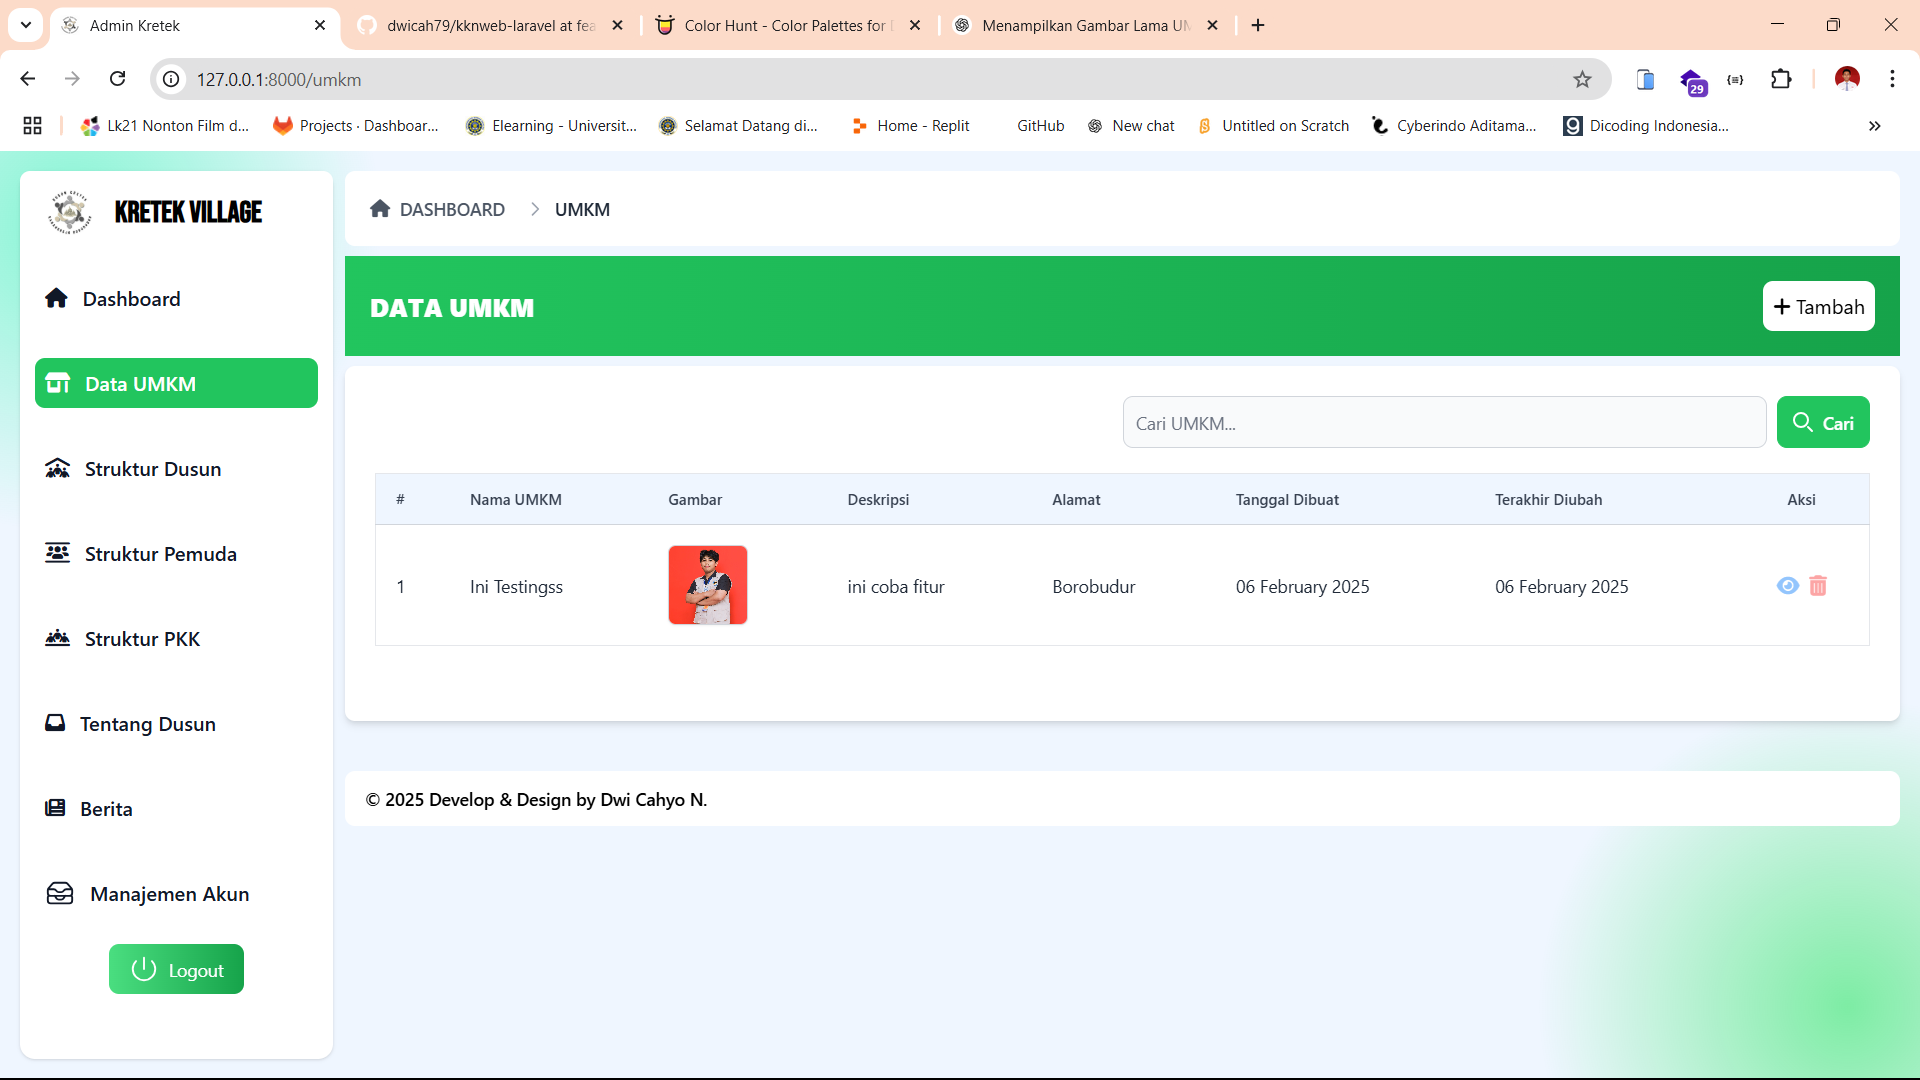 Admin Kretek
dwicah79/kknweb-laravel at fea
Color Hunt - Color Palettes for
Menampilkan Gambar Lama UM
127.0.0.1:8000/umkm
29
Lk21 Nonton Film d...
Projects · Dashboar...
Elearning - Universit...
Selamat Datang di...
Home - Replit
GitHub
New chat
Untitled on Scratch
Cyberindo Aditama...
Dicoding Indonesia...
KRETEK VILLAGE
Dashboard
Data UMKM
Struktur Dusun
Struktur Pemuda
Struktur PKK
Tentang Dusun
Berita
Manajemen Akun
Logout
DASHBOARD
UMKM
DATA UMKM
+ Tambah
Cari UMKM...
Cari
# Nama UMKM Gambar Deskripsi Alamat Tanggal Dibuat Terakhir Diubah Aksi
1 Ini Testingss ini coba fitur Borobudur 06 February 2025 06 February 2025
© 2025 Develop & Design by Dwi Cahyo N.